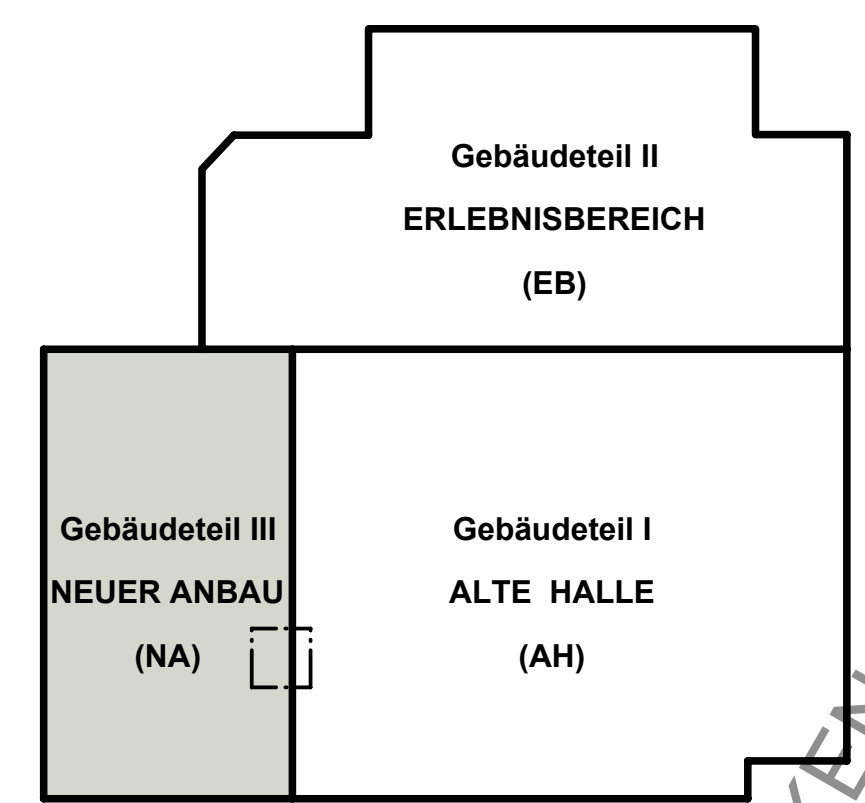 Gebäudeteil II
ERLEBNISBEREICH
(EB)
Gebäudeteil III
NEUER ANBAU
(NA)
Gebäudeteil I
ALTE HALLE
(AH)